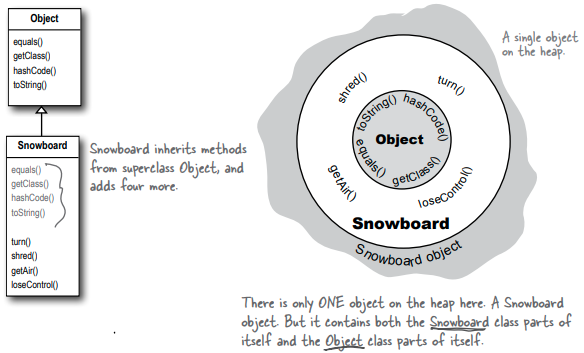 Object
equals()
getClass()
hashCode()
toString()
Snowboard
equals()
getClass()
hashCode()
toString()
turn()
shred()
getAir()
loseControl()
Snowboard inherits methods
from superclass Object, and
adds four more.
A single object
on the heap.
shred()
turn()
toString()
hashCode()
Object
equals()
getClass()
getAir()
loseControl()
Snowboard
Snowboard object
There is only ONE object on the heap here. A Snowboard
object. But it contains both the Snowboard class parts of
itself and the Object class parts of itself.